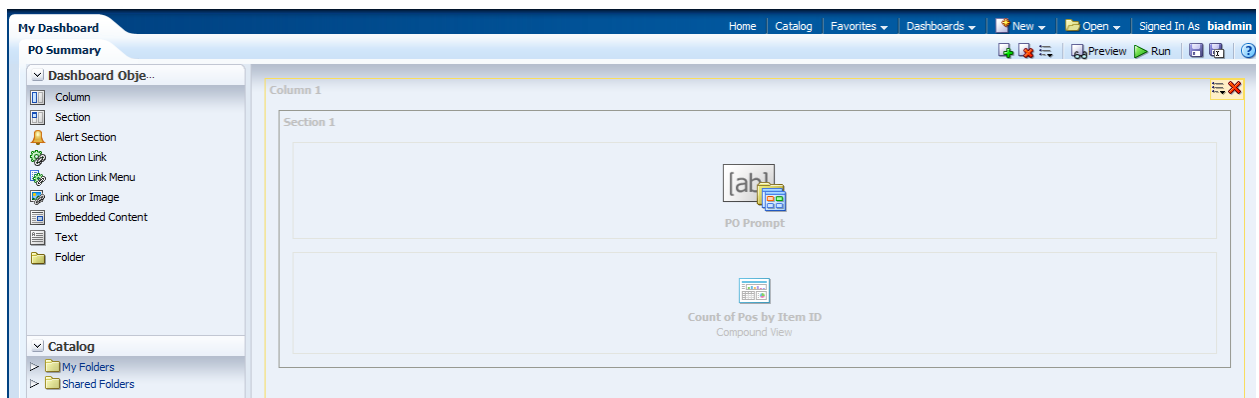 My Dashboard
Home Catalog Favorites Dashboards New Open Signed In As biadmin
PO Summary
Preview Run
Dashboard Obje...
Column
Section
Alert Section
Action Link
Action Link Menu
Link or Image
Embedded Content
Text
Folder
Catalog
My Folders
Shared Folders
Column 1
Section 1
[ab]
PO Prompt
Count of Pos by Item ID
Compound View